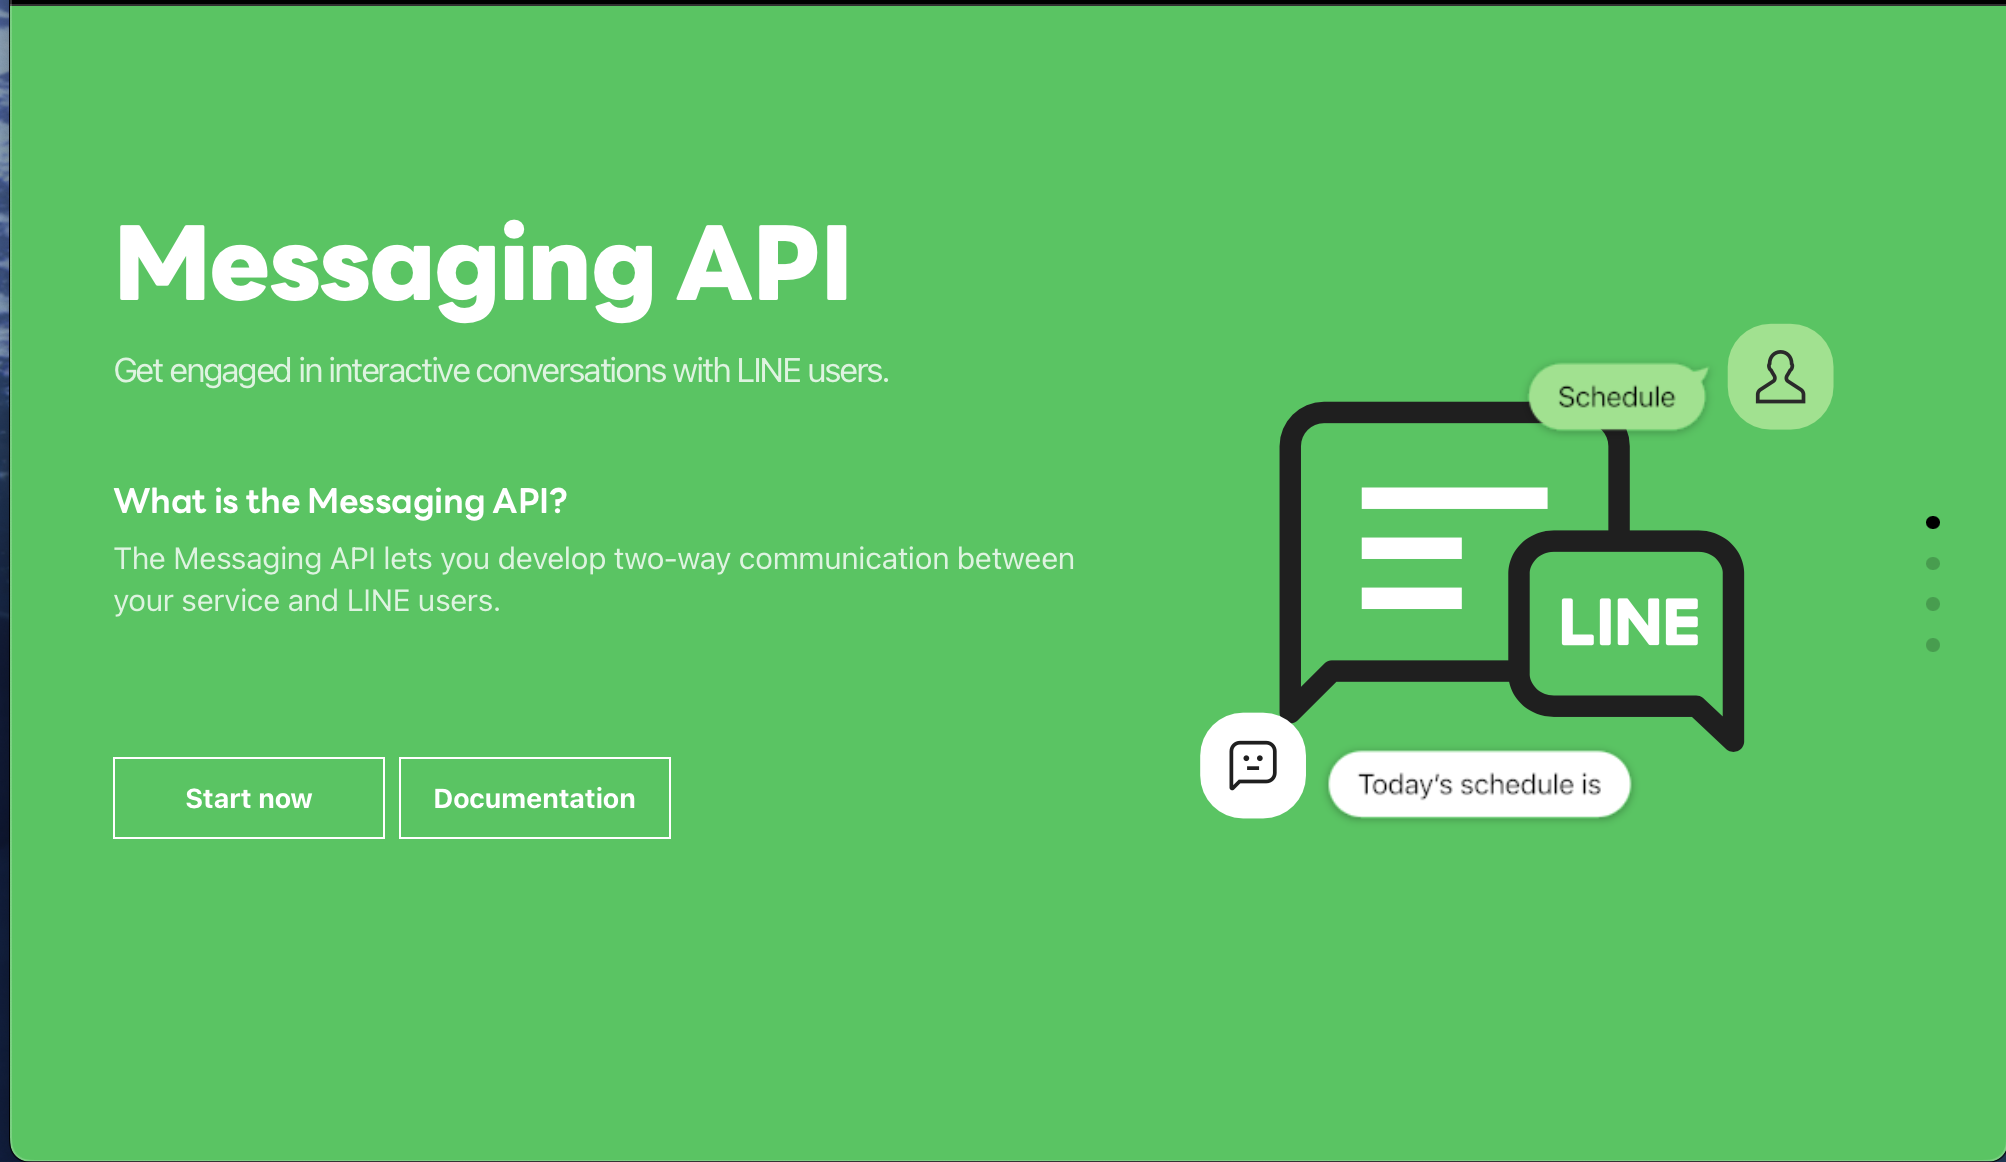 Messaging API
Get engaged in interactive conversations with LINE users.
What is the Messaging API?
The Messaging API lets you develop two-way communication between
your service and LINE users.
Start now
Documentation
Schedule
LINE
Today's schedule is